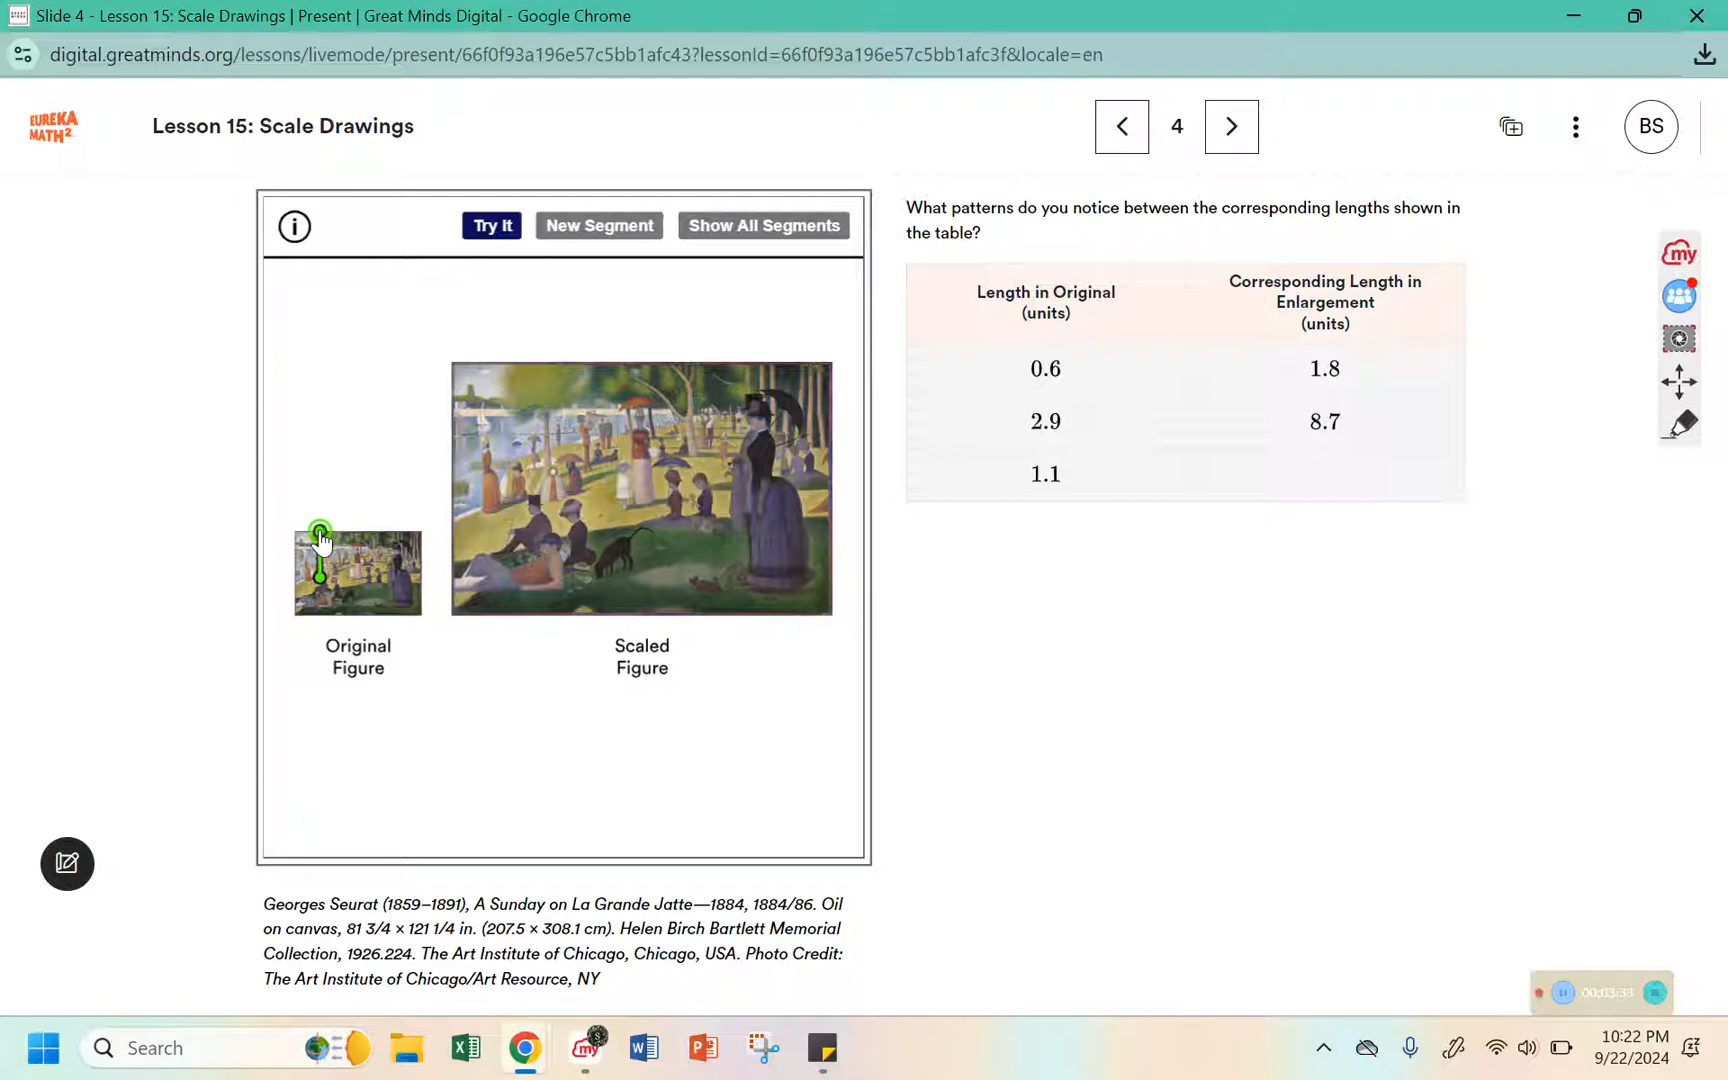 Slide 4 - Lesson 15: Scale Drawings | Present | Great Minds Digital - Google Chrome
digital.greatminds.org/lessons/livemode/present/66f0f93a196e57c5bb1afc43?lessonId=66f0f93a196e57c5bb1afc3f&locale=en
EUREKA
MATH²
Lesson 15: Scale Drawings
4
BS
Try It
New Segment
Show All Segments
Original
Figure
Scaled
Figure
What patterns do you notice between the corresponding lengths shown in
the table?
Length in Original
(units)
Corresponding Length in
Enlargement
(units)
0.6
1.8
2.9
8.7
1.1
my
Georges Seurat (1859–1891), A Sunday on La Grande Jatte—1884, 1884/86. Oil
on canvas, 81 3/4 × 121 1/4 in. (207.5 × 308.1 cm). Helen Birch Bartlett Memorial
Collection, 1926.224. The Art Institute of Chicago, Chicago, USA. Photo Credit:
The Art Institute of Chicago/Art Resource, NY
00:03:33
Search
my
10:22 PM
9/22/2024